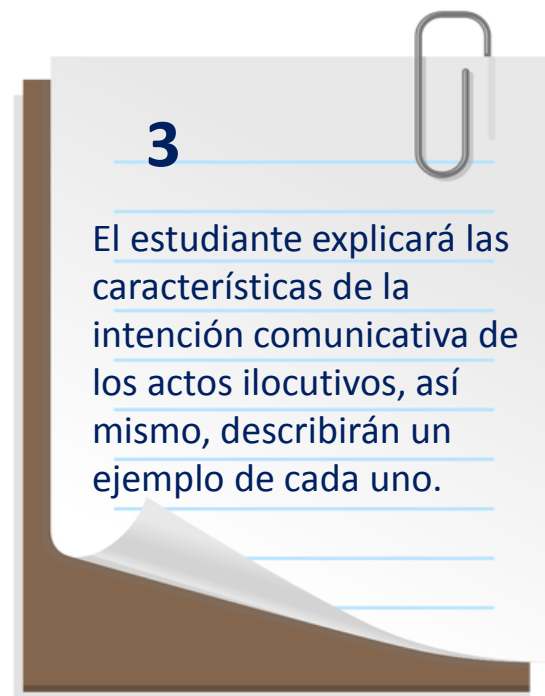 3
El estudiante explicará las
características de la
intención comunicativa de
los actos ilocutivos, así
mismo, describirán un
ejemplo de cada uno.